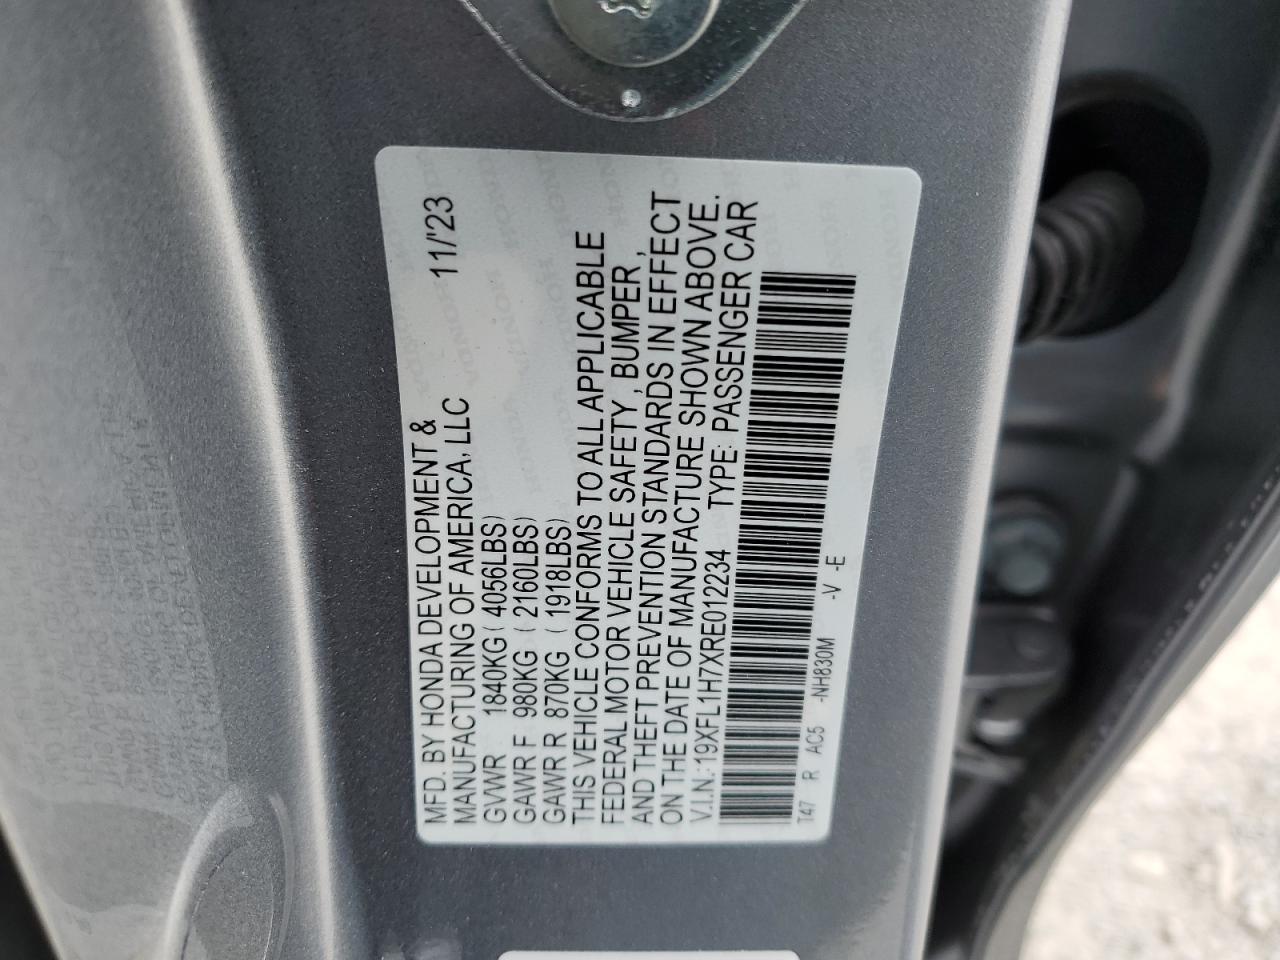 MFD. BY HONDA DEVELOPMENT & 11/'23
MANUFACTURING OF AMERICA, LLC
GVWR 1840KG ( 4056LBS)
GAWR F 980KG ( 2160LBS)
GAWR R 870KG ( 1918LBS)
THIS VEHICLE CONFORMS TO ALL APPLICABLE
FEDERAL MOTOR VEHICLE SAFETY , BUMPER ,
AND THEFT PREVENTION STANDARDS IN EFFECT
ON THE DATE OF MANUFACTURE SHOWN ABOVE.
V.I.N.: 19XFL1H7XRE012234 TYPE: PASSENGER CAR
T47 R AC5 -NH830M -V -E